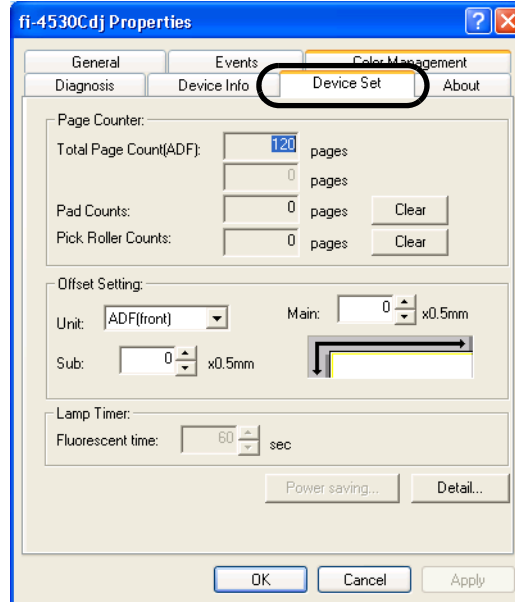 fi-4530Cdj Properties
General Events Color Management
Diagnosis Device Info Device Set About
Page Counter:
Total Page Count(ADF): 120 pages
0 pages
Pad Counts: 0 pages Clear
Pick Roller Counts: 0 pages Clear
Offset Setting:
Unit: ADF(front) Main: 0 x0.5mm
Sub: 0 x0.5mm
Lamp Timer:
Fluorescent time: 60 sec
Power saving... Detail...
OK Cancel Apply